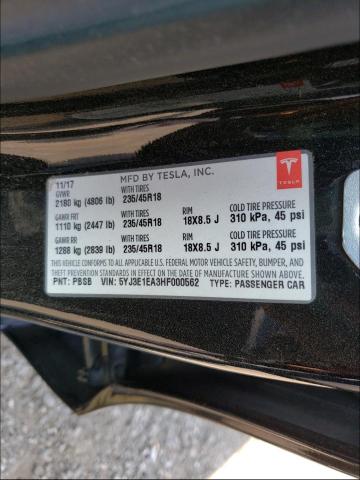 MFD BY TESLA, INC.
TESLA
11/17
GVWR WITH TIRES
2180 kg (4806 lb) 235/45R18
GAWR FRT WITH TIRES RIM COLD TIRE PRESSURE
1110 kg (2447 lb) 235/45R18 18X8.5 J 310 kPa, 45 psi
GAWR RR WITH TIRES RIM COLD TIRE PRESSURE
1288 kg (2839 lb) 235/45R18 18X8.5 J 310 kPa, 45 psi
THIS VEHICLE CONFORMS TO ALL APPLICABLE U.S. FEDERAL MOTOR VEHICLE SAFETY, BUMPER, AND
THEFT PREVENTION STANDARDS IN EFFECT ON THE DATE OF MANUFACTURE SHOWN ABOVE.
PNT: PBSB VIN: 5YJ3E1EA3HF000562 TYPE: PASSENGER CAR